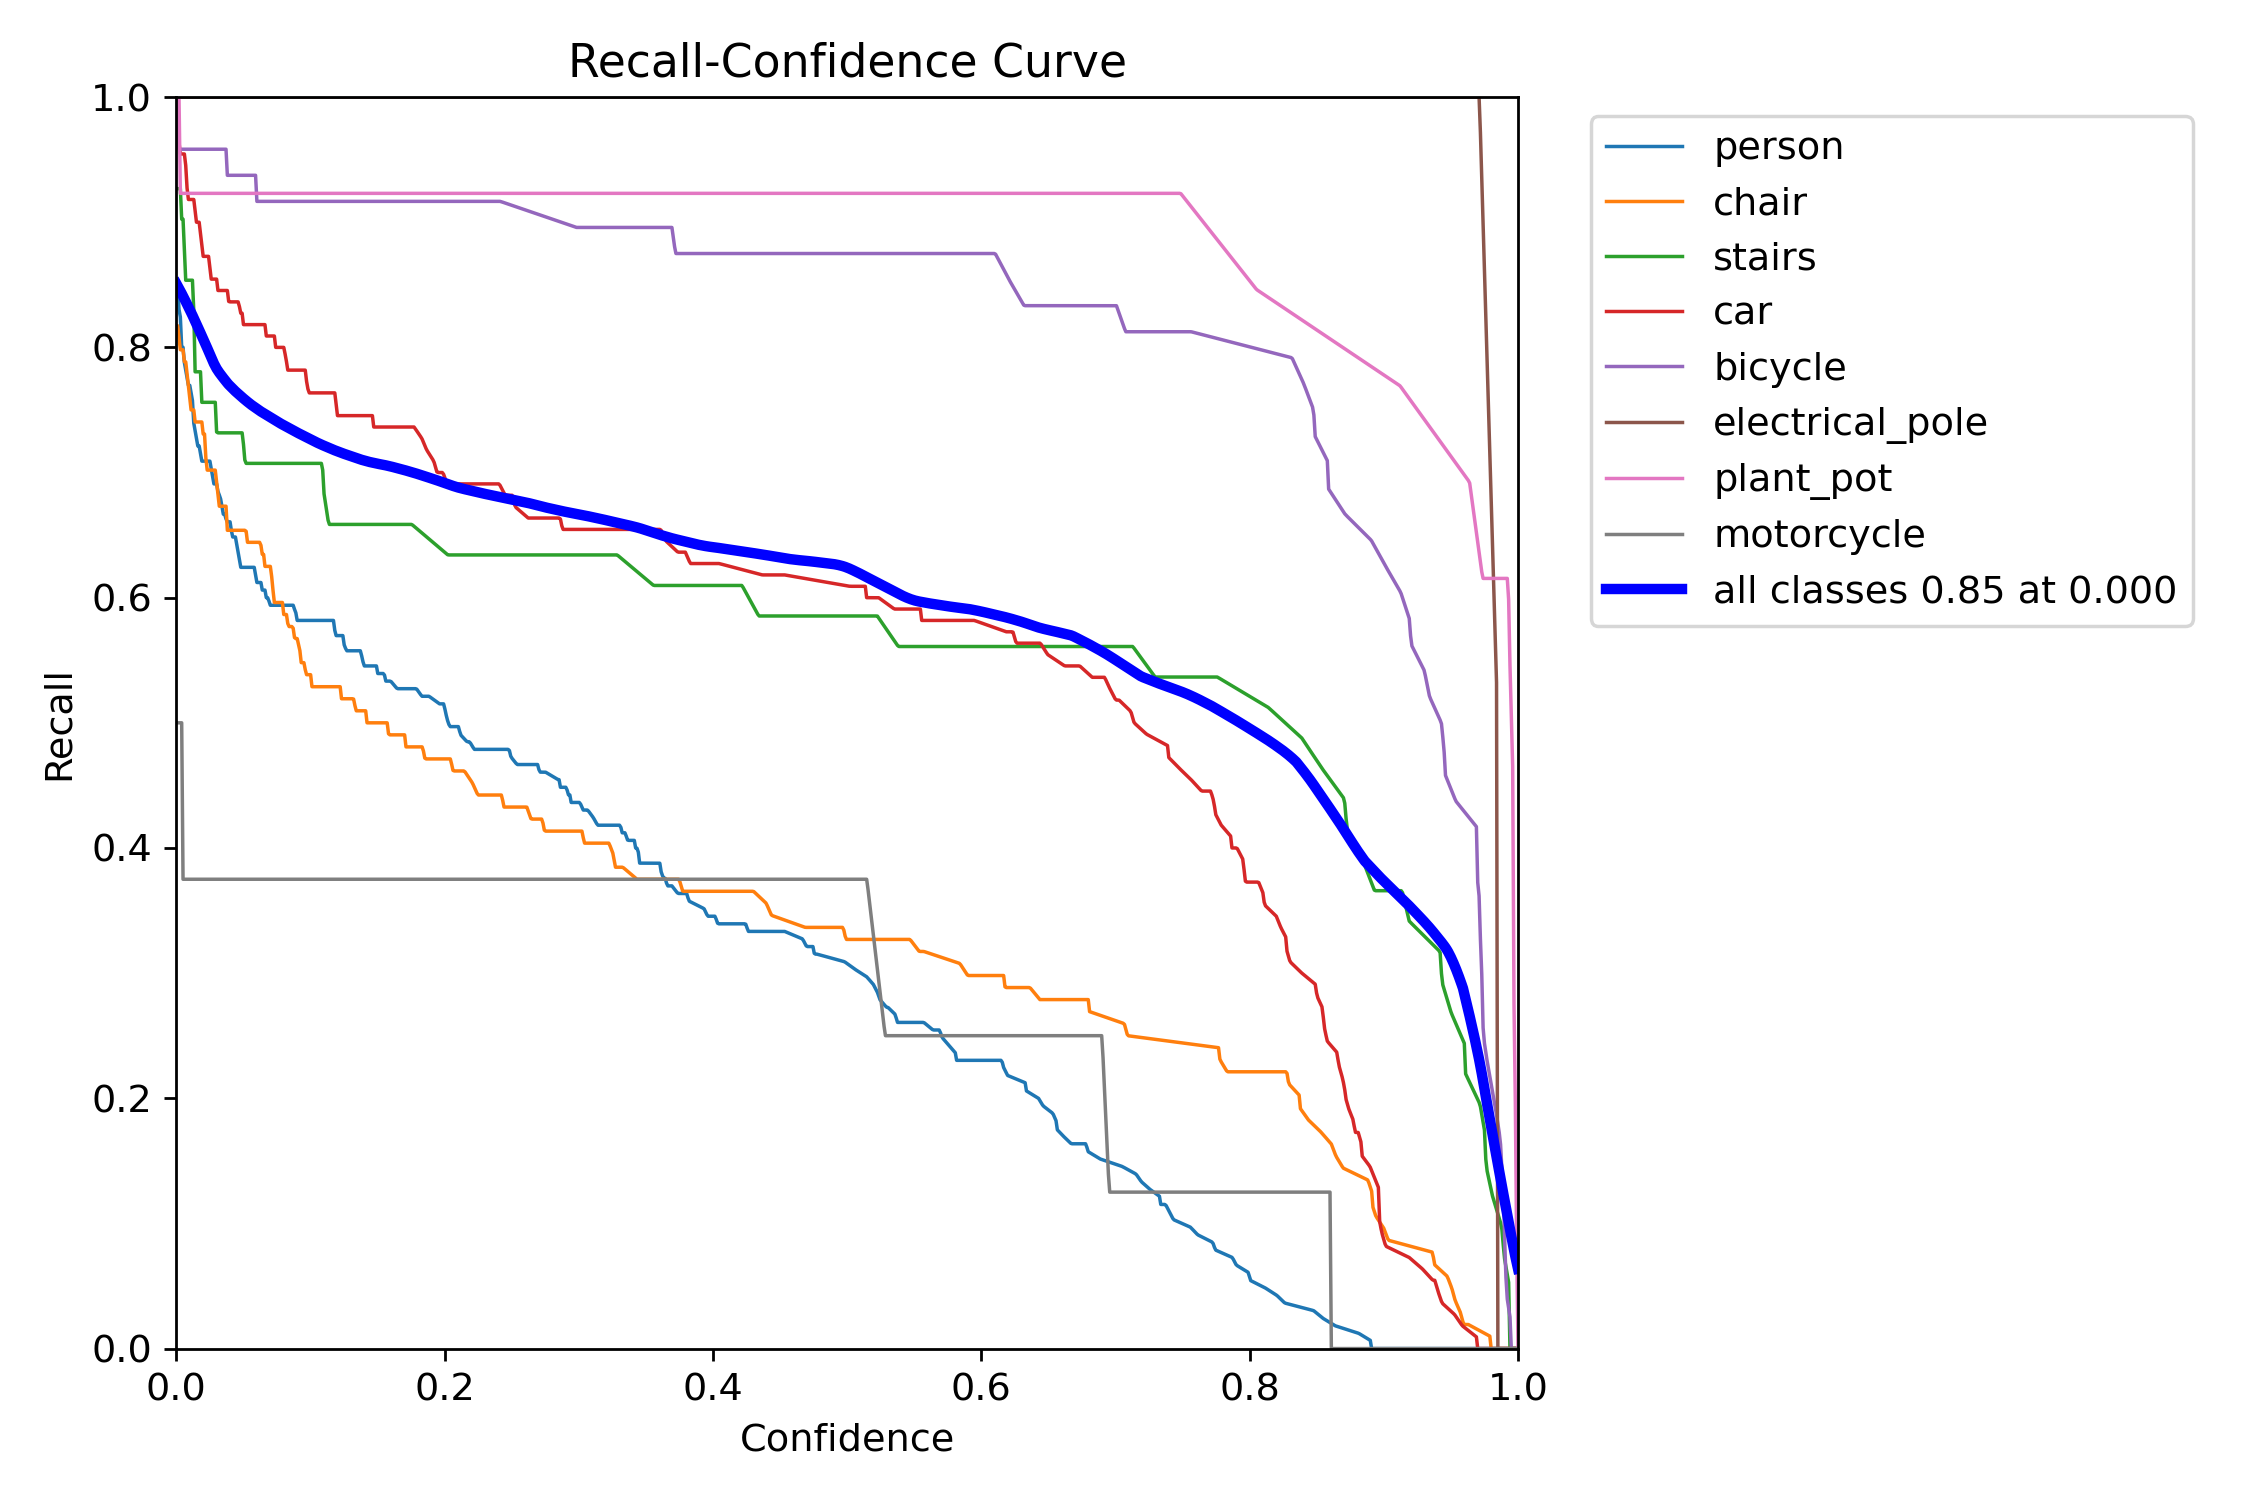 Recall-Confidence Curve
1.0
0.8
0.6
0.4
0.2
0.0
Recall
0.0 0.2 0.4 0.6 0.8 1.0
Confidence
person
chair
stairs
car
bicycle
electrical_pole
plant_pot
motorcycle
all classes 0.85 at 0.000